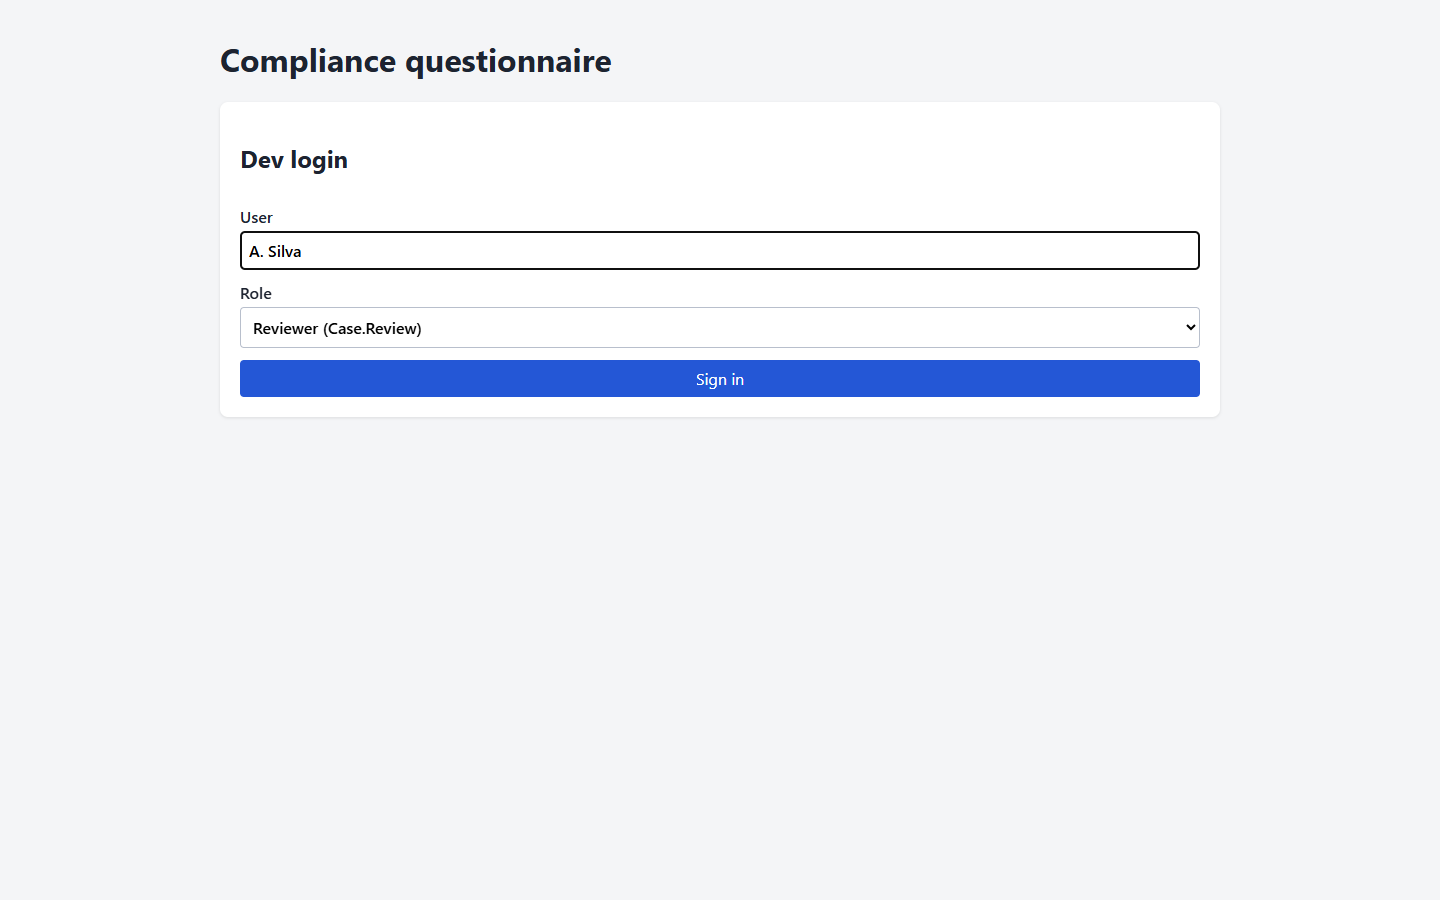 Compliance questionnaire
Dev login
User
A. Silva
Role
Reviewer (Case.Review)
Sign in